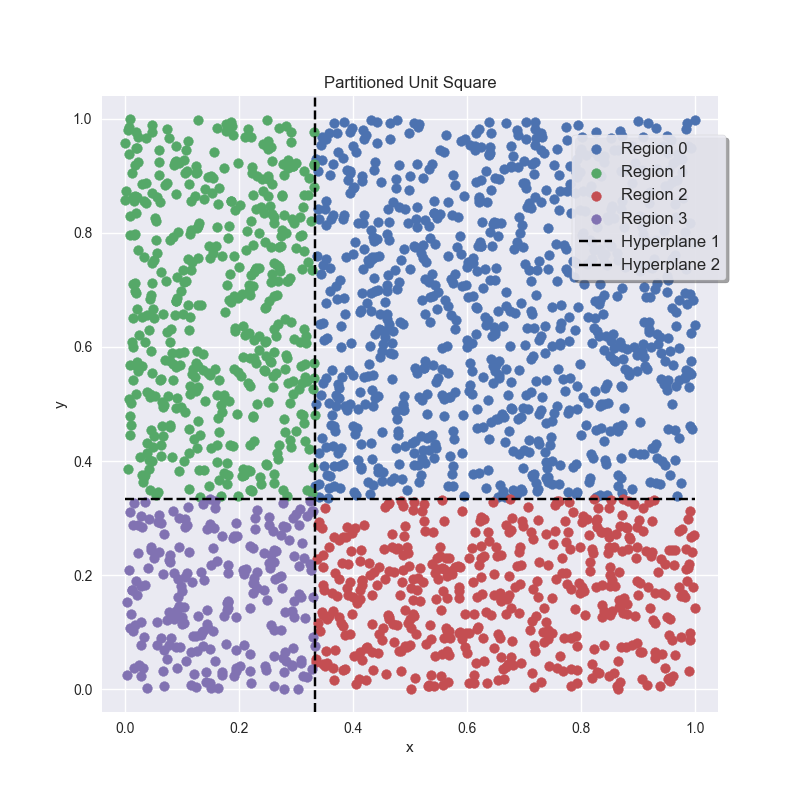 Partitioned Unit Square
1.0
0.8
0.6
0.4
0.2
0.0
y
0.0 0.2 0.4 0.6 0.8 1.0
x
Region 0
Region 1
Region 2
Region 3
Hyperplane 1
Hyperplane 2